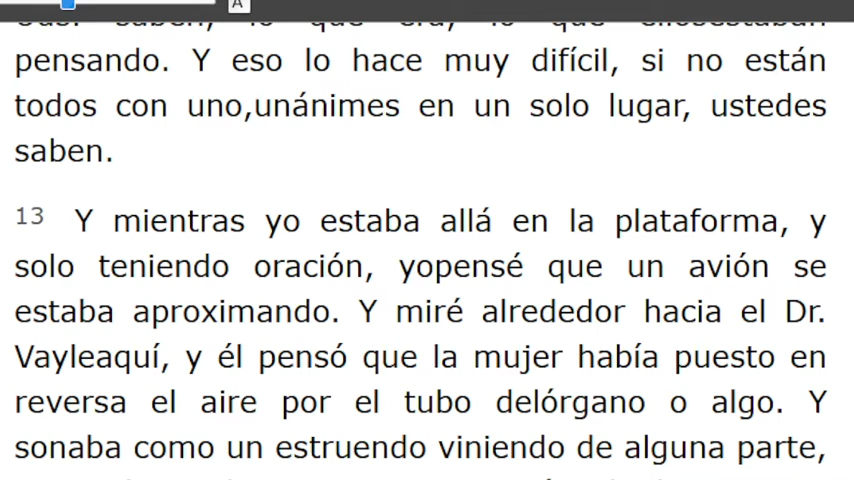 A
pensando. Y eso lo hace muy difícil, si no están
todos con uno,unánimes en un solo lugar, ustedes
saben.
13 Y mientras yo estaba allá en la plataforma, y
solo teniendo oración, yopensé que un avión se
estaba aproximando. Y miré alrededor hacia el Dr.
Vayleaquí, y él pensó que la mujer había puesto en
reversa el aire por el tubo delórgano o algo. Y
sonaba como un estruendo viniendo de alguna parte,